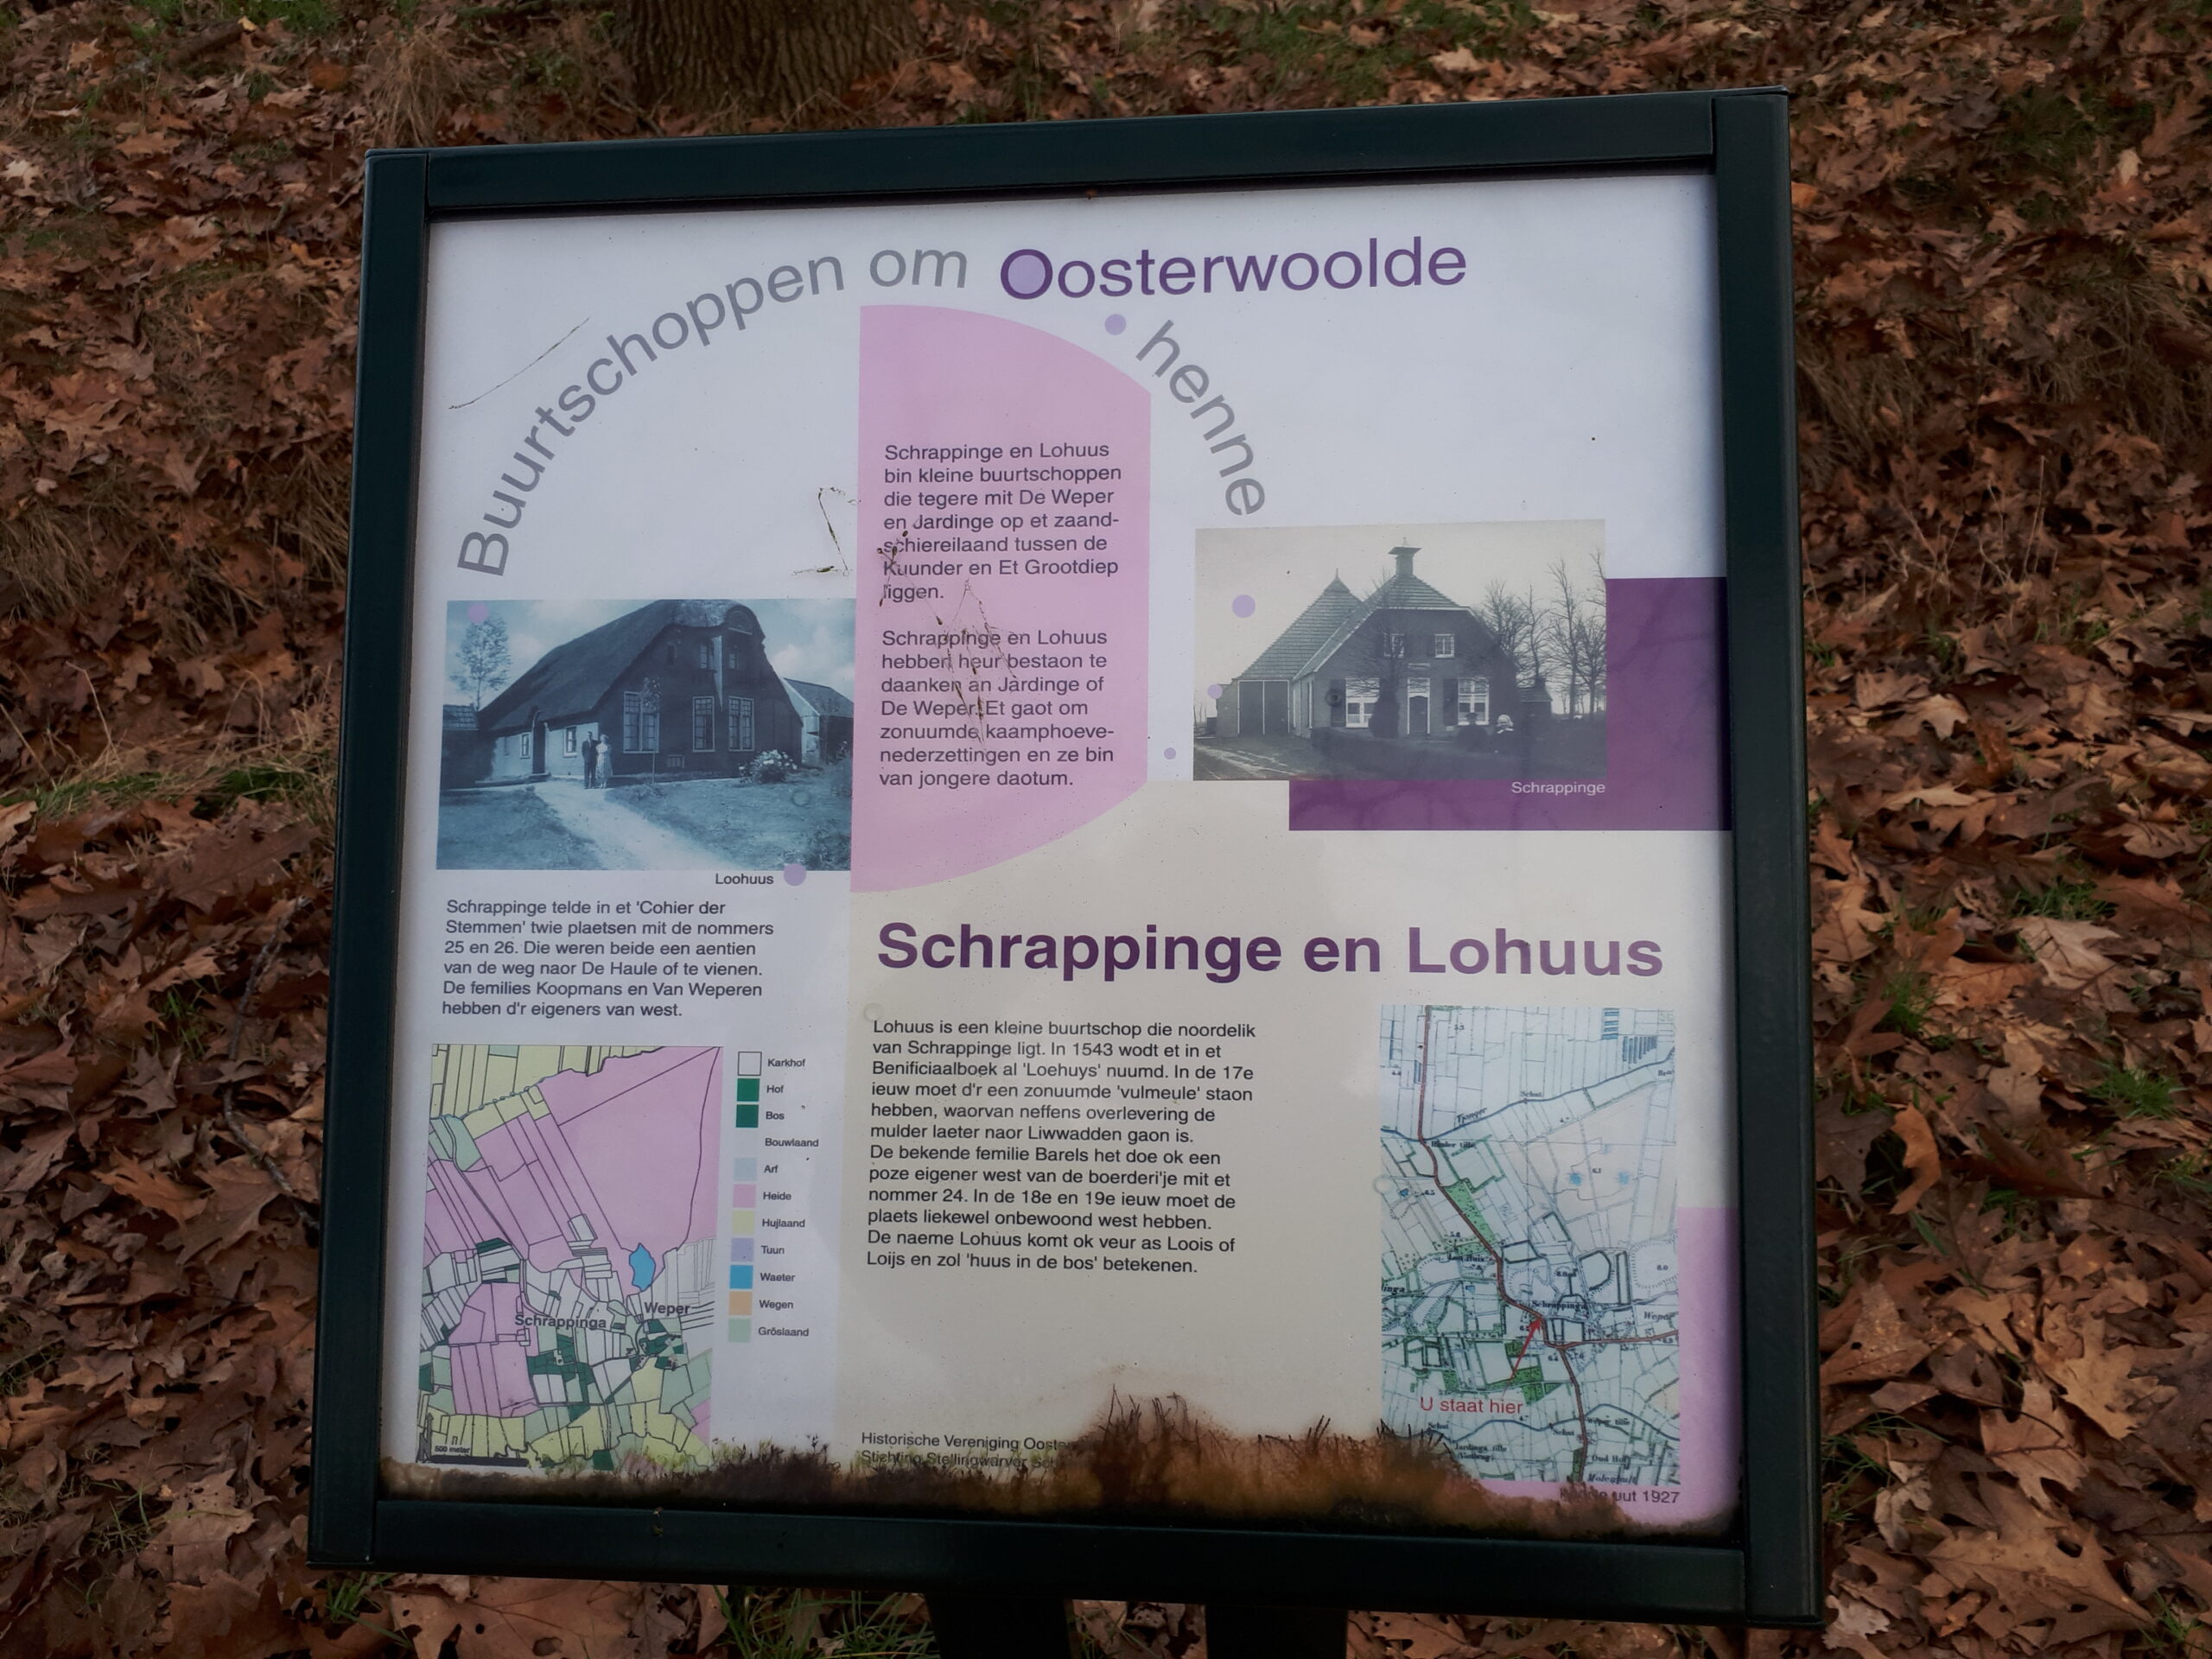 Buurtschoppen om Oosterwoolde henne
Schrappinge en Lohuus
bin kleine buurtschoppen
die tegere mit De Weper
en Jardinge op et zaand-
schiereilaand tussen de
Kuunder en Et Grootdiep
liggen.
Schrappinge en Lohuus
hebben heur bestaon te
daanken an Jardinge of
De Weper. Et gaot om
zonuumde kaamphoeve-
nederzettingen en ze bin
van jongere daotum.
Loohuus
Schrappinge
Schrappinge telde in et 'Cohier der
Stemmen' twie plaetsen mit de nommers
25 en 26. Die weren beide een aentien
van de weg naor De Haule of te vienen.
De femilies Koopmans en Van Weperen
hebben d'r eigeners van west.
Schrappinge en Lohuus
Lohuus is een kleine buurtschop die noordelik
van Schrappinge ligt. In 1543 wodt et in et
Benificiaalboek al 'Loehuys' nuumd. In de 17e
ieuw moet d'r een zonuumde 'vulmeule' staon
hebben, waorvan neffens overlevering de
mulder laeter naor Liwwadden gaon is.
De bekende femilie Barels het doe ok een
poze eigener west van de boerderi'je mit et
nommer 24. In de 18e en 19e ieuw moet de
plaets liekewel onbewoond west hebben.
De naeme Lohuus komt ok veur as Loois of
Loijs en zol 'huus in de bos' betekenen.
Karkhof
Hof
Bos
Bouwlaand
Arf
Heide
Hujlaand
Tuun
Waeter
Wegen
Gröslaand
Weper
Schrappinga
500 meter
Tjonger
Schrappinga
U staat hier
Historische Vereniging
Stichting Stellingwarver
uut 1927